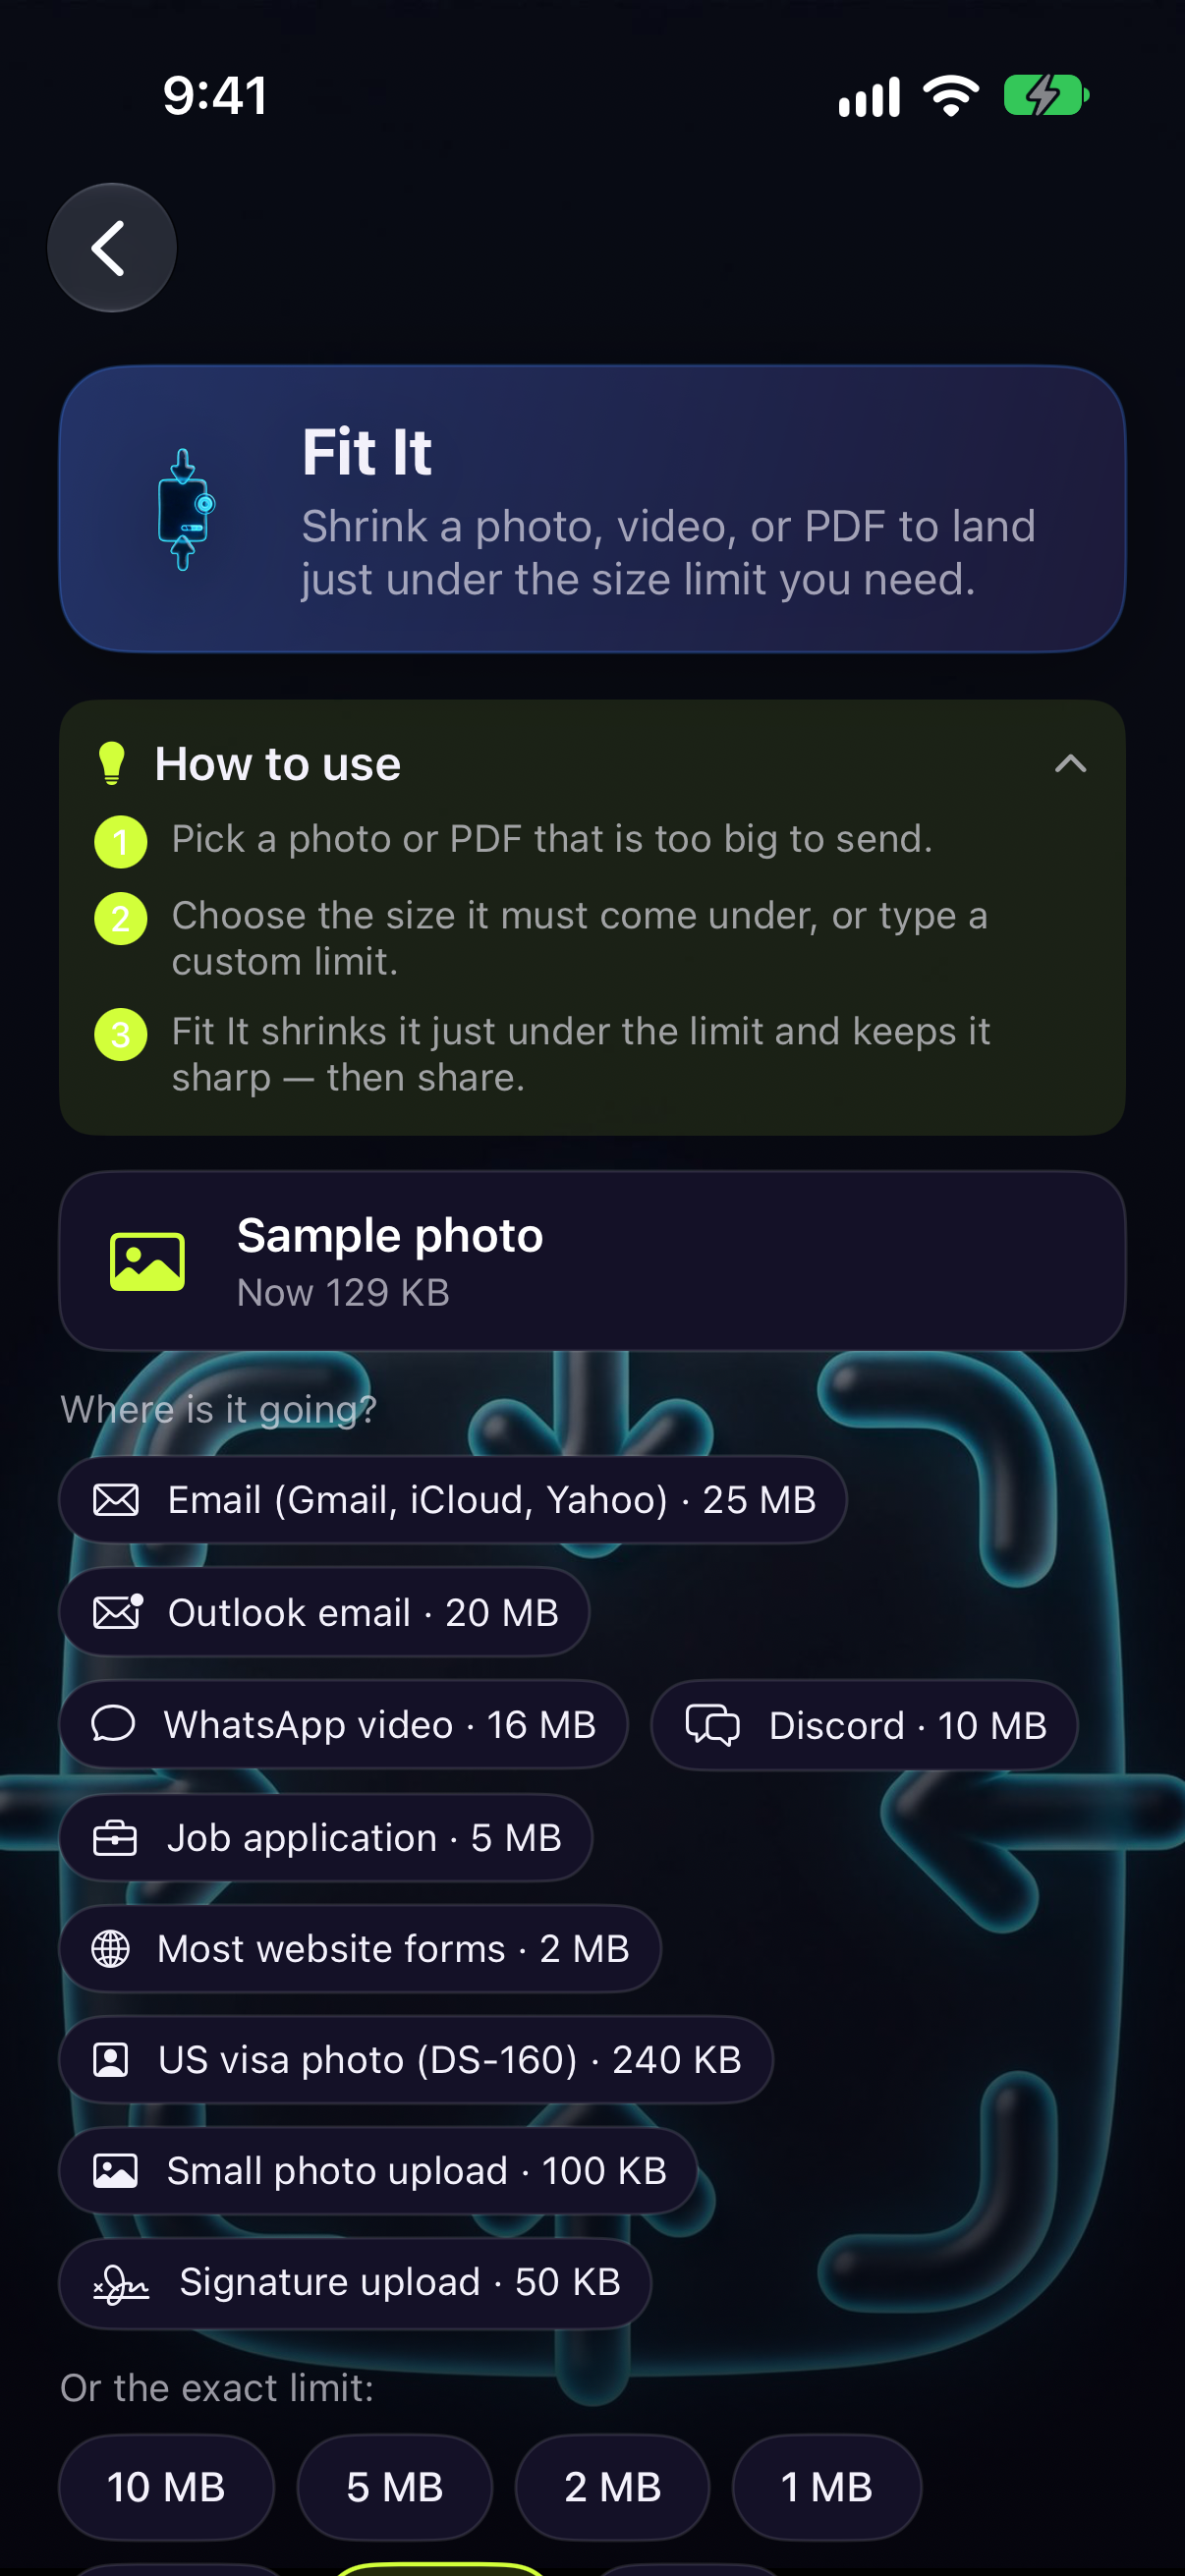 9:41
Fit It
Shrink a photo, video, or PDF to land
just under the size limit you need.
How to use
1 Pick a photo or PDF that is too big to send.
2 Choose the size it must come under, or type a
custom limit.
3 Fit It shrinks it just under the limit and keeps it
sharp — then share.
Sample photo
Now 129 KB
Where is it going?
Email (Gmail, iCloud, Yahoo) · 25 MB
Outlook email · 20 MB
WhatsApp video · 16 MB
Discord · 10 MB
Job application · 5 MB
Most website forms · 2 MB
US visa photo (DS-160) · 240 KB
Small photo upload · 100 KB
Signature upload · 50 KB
Or the exact limit:
10 MB
5 MB
2 MB
1 MB